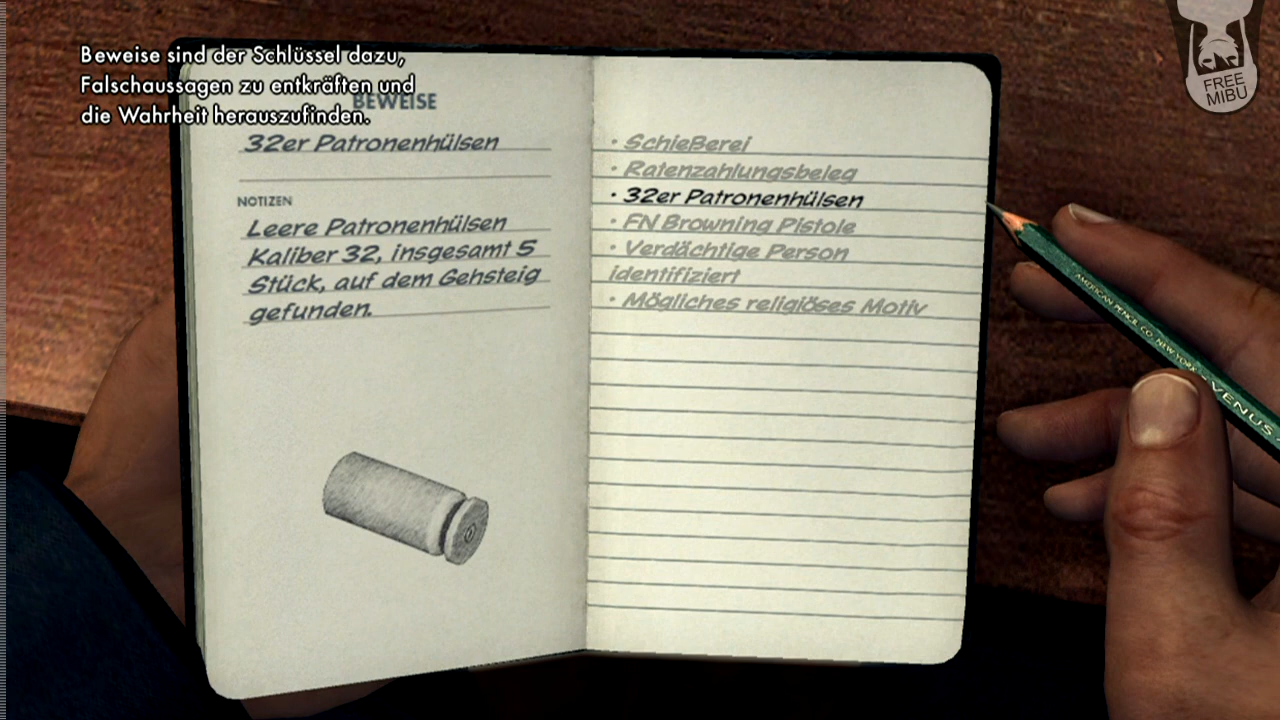 Beweise sind der Schlüssel dazu,
Falschaussagen zu entkräften und
die Wahrheit herauszufinden.
BEWEISE
32er Patronenhülsen
NOTIZEN
Leere Patronenhülsen
Kaliber 32, insgesamt 5
Stück, auf dem Gehsteig
gefunden.
• Schießerei
• Ratenzahlungsbeleg
• 32er Patronenhülsen
• FN Browning Pistole
• Verdächtige Person
identifiziert
• Mögliches religiöses Motiv
AMERICAN PENCIL CO. NEW YORK
VENUS
FREE
MIBU